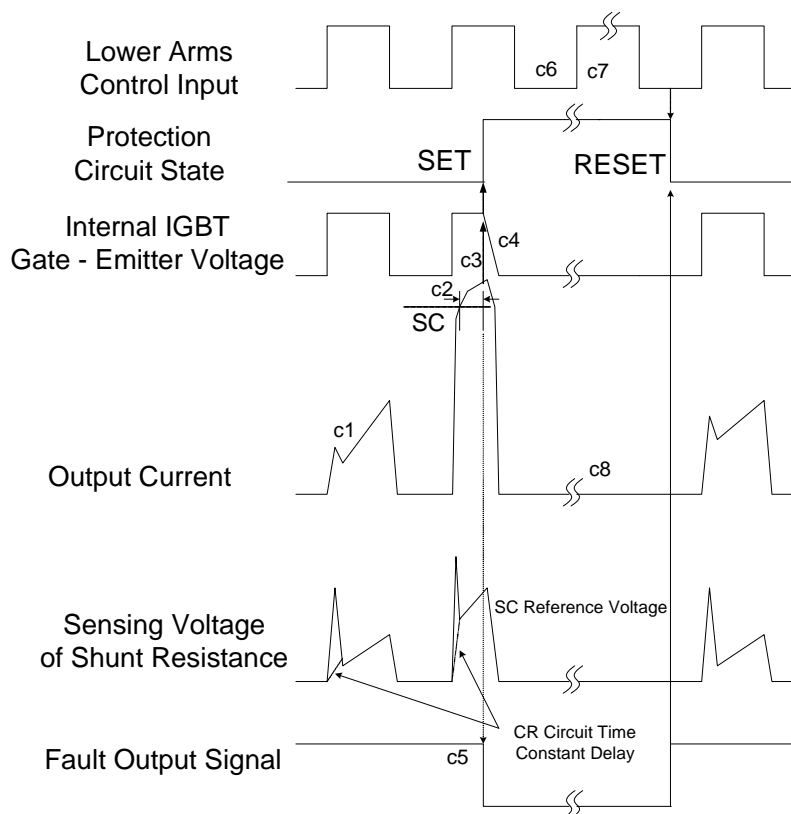 Lower Arms
Control Input
c6
c7
Protection
Circuit State
SET
RESET
Internal IGBT
Gate - Emitter Voltage
c4
c3
c2
SC
c1
Output Current
c8
SC Reference Voltage
Sensing Voltage
of Shunt Resistance
CR Circuit Time
Constant Delay
Fault Output Signal
c5